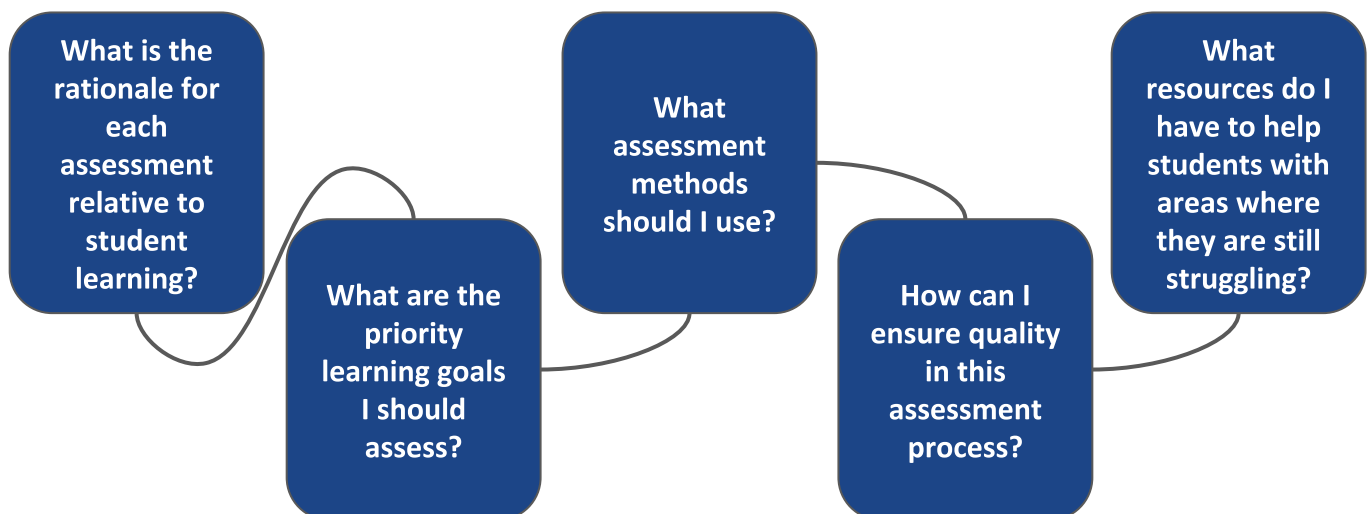 What is the
rationale for
each
assessment
relative to
student
learning?
What are the
priority
learning goals
I should
assess?
What
assessment
methods
should I use?
How can I
ensure quality
in this
assessment
process?
What
resources do I
have to help
students with
areas where
they are still
struggling?